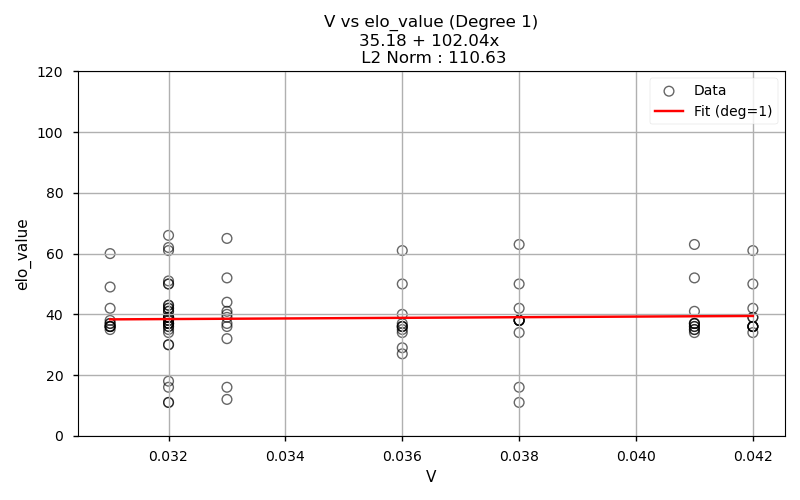 V vs elo_value (Degree 1)
35.18 + 102.04x
L2 Norm : 110.63
Data
Fit (deg=1)
120
100
80
60
40
20
0
elo_value
0.032
0.034
0.036
0.038
0.040
0.042
V